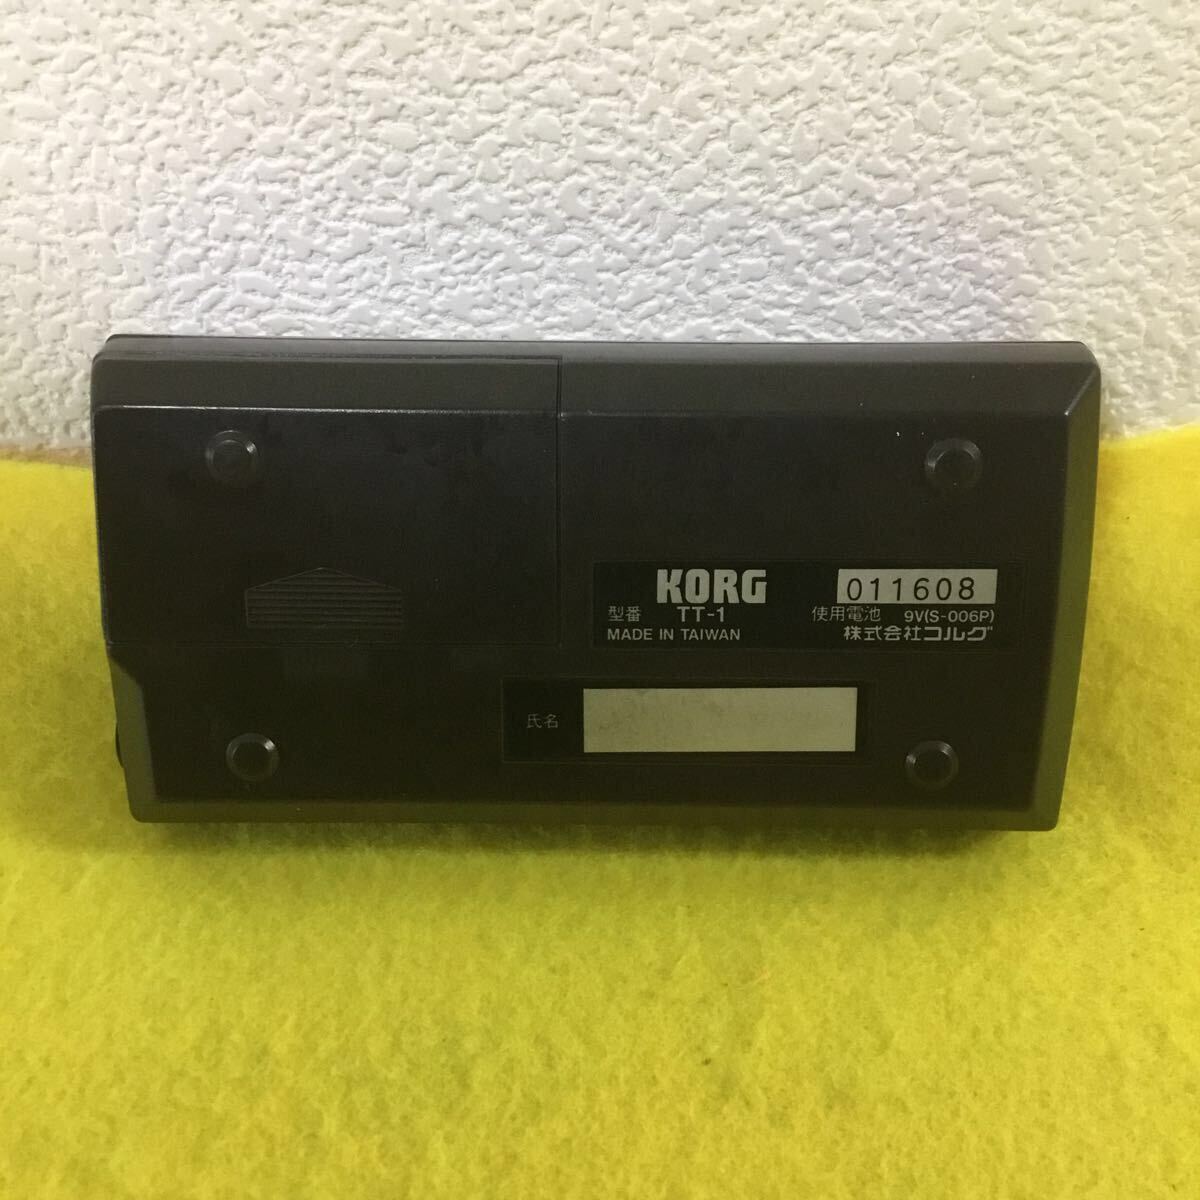 KORG 011608
型番 TT-1 使用電池 9V(S-006P)
MADE IN TAIWAN 株式会社コルグ
氏名